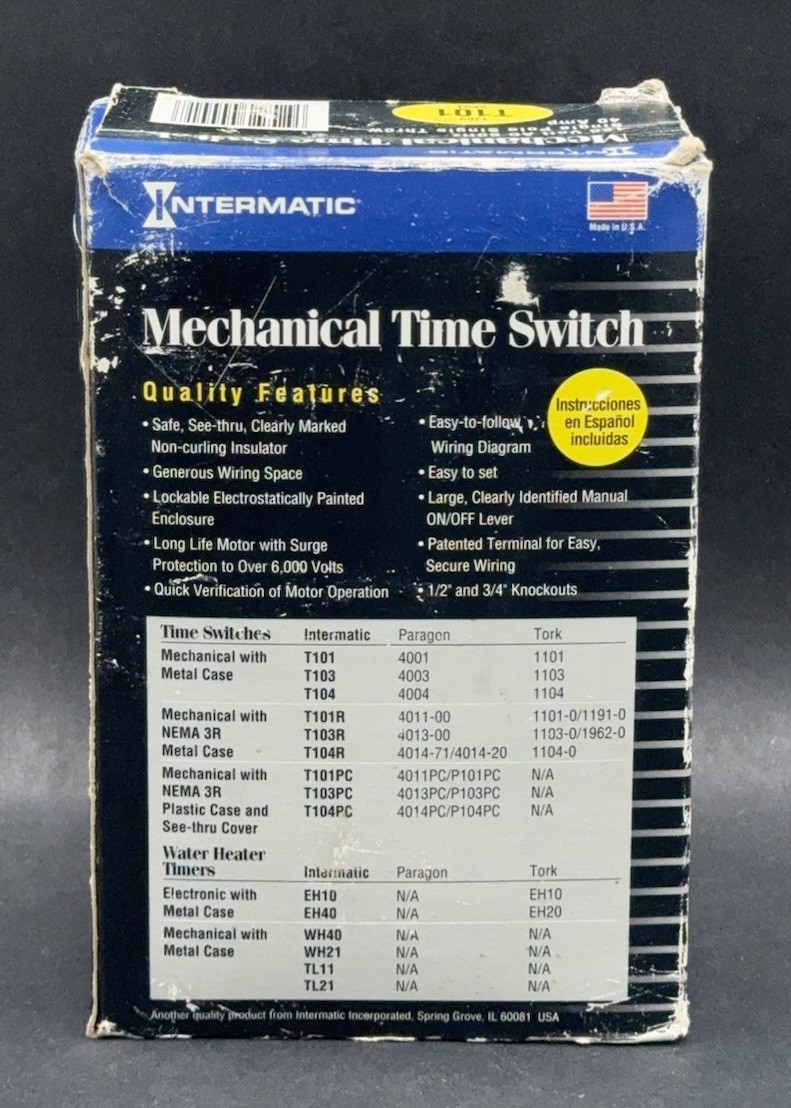 T101
40 Amp
Single Pole Single Throw
INTERMATIC
INTERMATIC
Made in U.S.A.
Mechanical Time Switch
Quality Features
• Safe, See-thru, Clearly Marked
Non-curling Insulator
• Generous Wiring Space
• Lockable Electrostatically Painted
Enclosure
• Long Life Motor with Surge
Protection to Over 6,000 Volts
• Quick Verification of Motor Operation
• Easy-to-follow
Wiring Diagram
• Easy to set
• Large, Clearly Identified Manual
ON/OFF Lever
• Patented Terminal for Easy,
Secure Wiring
• 1/2" and 3/4" Knockouts
Instrucciones
en Español
incluidas
Time Switches Intermatic Paragon Tork
Mechanical with T101 4001 1101
Metal Case T103 4003 1103
T104 4004 1104
Mechanical with T101R 4011-00 1101-0/1191-0
NEMA 3R T103R 4013-00 1103-0/1962-0
Metal Case T104R 4014-71/4014-20 1104-0
Mechanical with T101PC 4011PC/P101PC N/A
NEMA 3R T103PC 4013PC/P103PC N/A
Plastic Case and T104PC 4014PC/P104PC N/A
See-thru Cover
Water Heater
Timers Intermatic Paragon Tork
Electronic with EH10 N/A EH10
Metal Case EH40 N/A EH20
Mechanical with WH40 N/A N/A
Metal Case WH21 N/A N/A
TL11 N/A N/A
TL21 N/A N/A
Another quality product from Intermatic Incorporated, Spring Grove, IL 60081 USA